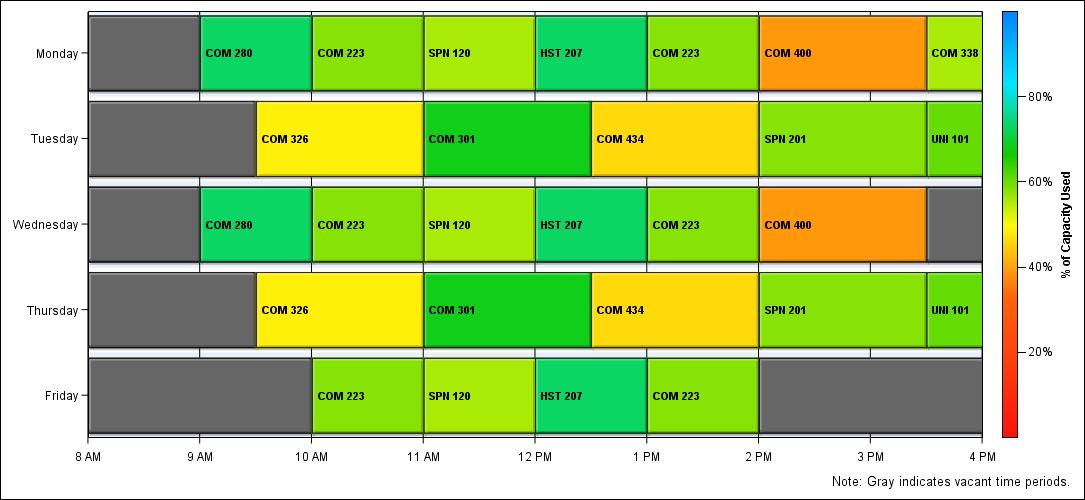 Monday
COM 280
COM 223
SPN 120
HST 207
COM 223
COM 400
COM 338
Tuesday
COM 326
COM 301
COM 434
SPN 201
UNI 101
Wednesday
COM 280
COM 223
SPN 120
HST 207
COM 223
COM 400
Thursday
COM 326
COM 301
COM 434
SPN 201
UNI 101
Friday
COM 223
SPN 120
HST 207
COM 223
8 AM
9 AM
10 AM
11 AM
12 PM
1 PM
2 PM
3 PM
4 PM
80%
60%
40%
20%
% of Capacity Used
Note: Gray indicates vacant time periods.